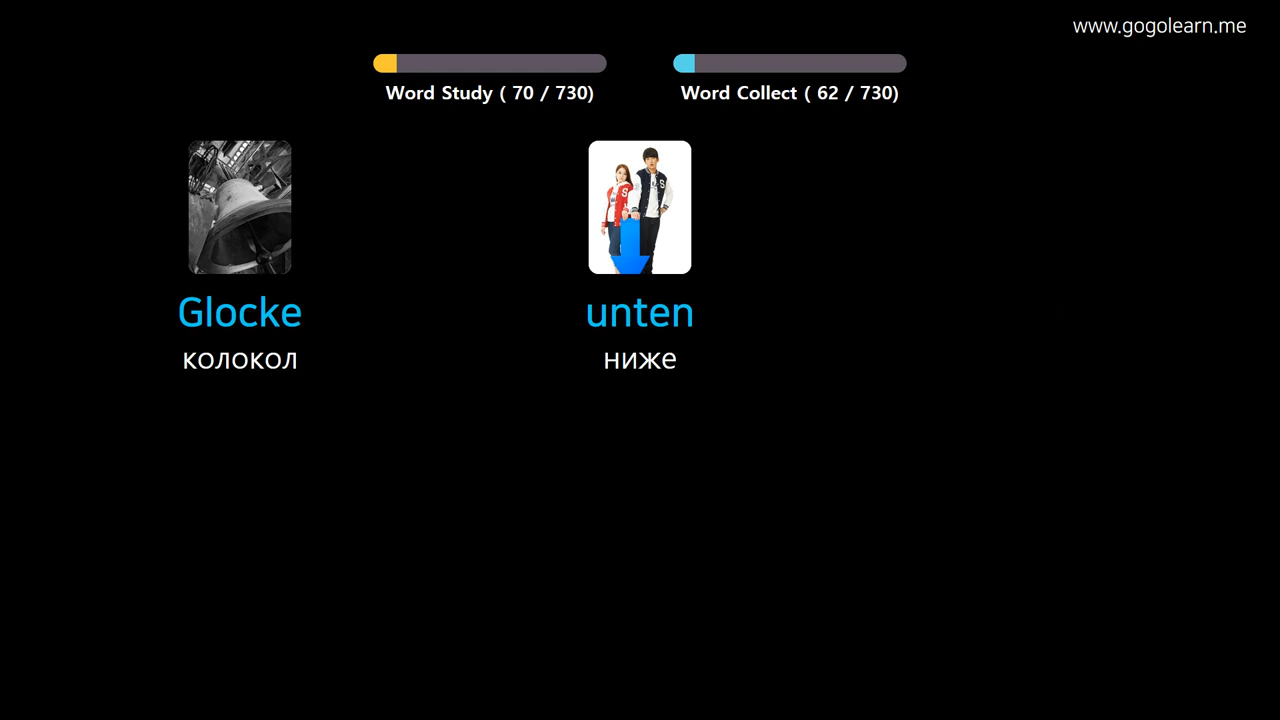 www.gogolearn.me
Word Study ( 70 / 730)
Word Collect ( 62 / 730)
S
S
Glocke
unten
колокол
ниже